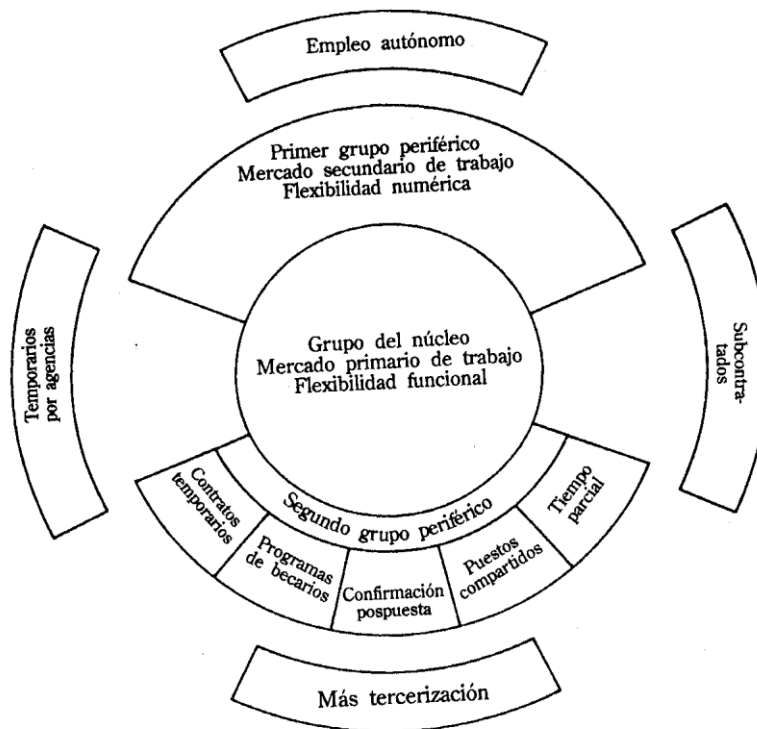 Empleo autónomo
Primer grupo periférico
Mercado secundario de trabajo
Flexibilidad numérica
Temporarios
por agencias
Grupo del núcleo
Mercado primario de trabajo
Flexibilidad funcional
Subcontra-
tados
Segundo grupo periférico
Contratos
temporarios
Programas
de becarios
Confirmación
pospuesta
Puestos
compartidos
Tiempo
parcial
Más tercerización